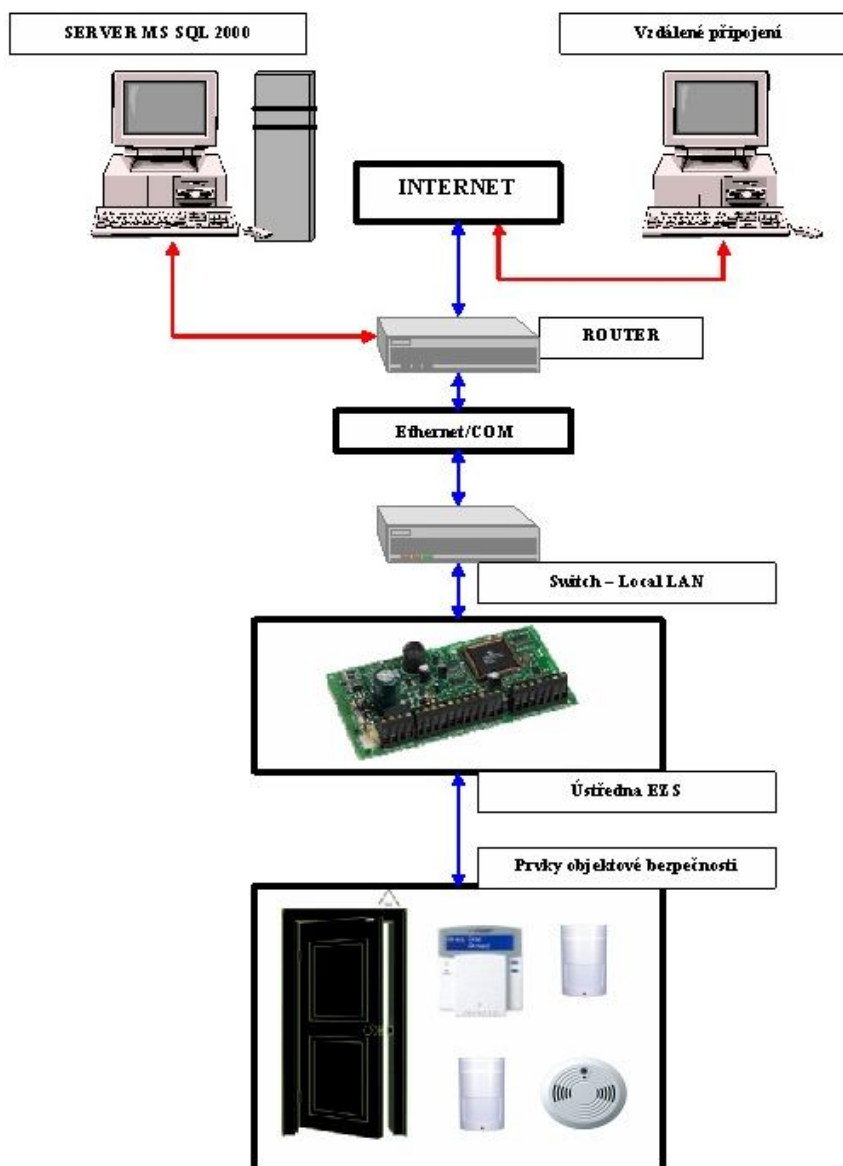 SERVER MS SQL 2000
Vzdálené připojení
INTERNET
ROUTER
Ethernet/COM
Switch – Local LAN
Ústředna EZS
Prvky objektové bezpečnosti